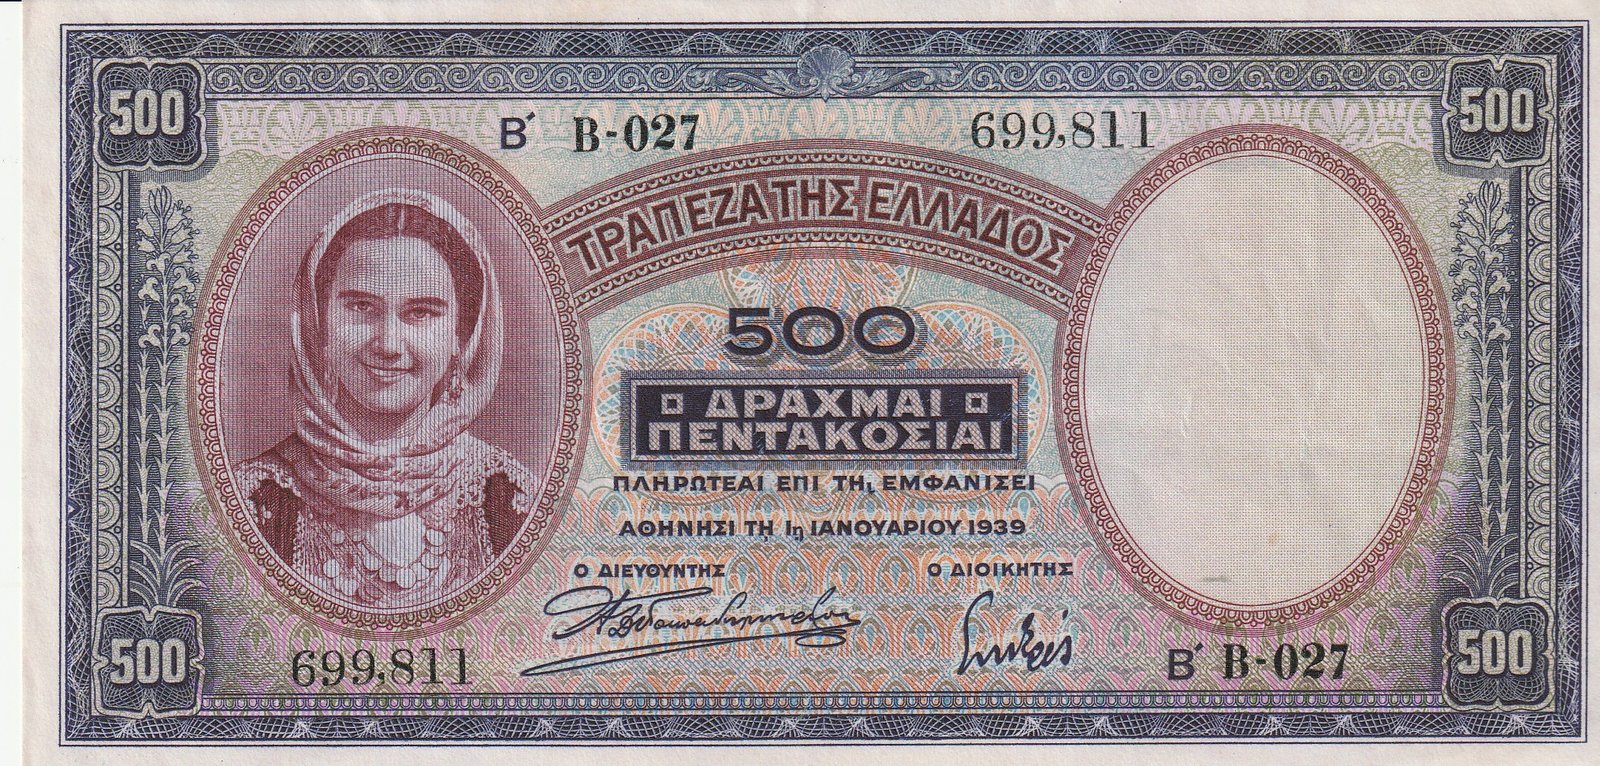 500
500
Β΄ Β-027
699,811
ΤΡΑΠΕΖΑ ΤΗΣ ΕΛΛΑΔΟΣ
500
ΔΡΑΧΜΑΙ
ΠΕΝΤΑΚΟΣΙΑΙ
ΠΛΗΡΩΤΕΑΙ ΕΠΙ ΤΗι ΕΜΦΑΝΙΣΕΙ
ΑΘΗΝΗΣΙ ΤΗ 1η ΙΑΝΟΥΑΡΙΟΥ 1939
Ο ΔΙΕΥΘΥΝΤΗΣ
Ο ΔΙΟΙΚΗΤΗΣ
699,811
Β΄ Β-027
500
500